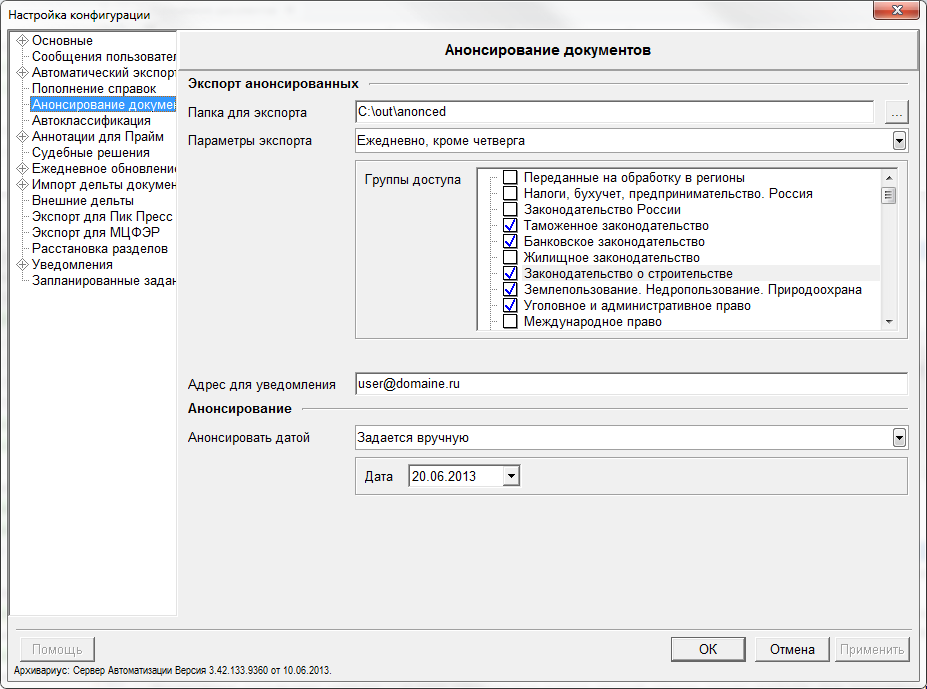 Настройка конфигурации
Основные
Сообщения пользовател
Автоматический экспорт
Пополнение справок
Анонсирование докумен
Автоклассификация
Аннотации для Прайм
Судебные решения
Ежедневное обновление
Импорт дельты докумен
Внешние дельты
Экспорт для Пик Пресс
Экспорт для МЦФЭР
Расстановка разделов
Уведомления
Запланированные задан
Анонсирование документов
Экспорт анонсированных
Папка для экспорта C:\out\anonced ...
Параметры экспорта Ежедневно, кроме четверга
Группы доступа
Переданные на обработку в регионы
Налоги, бухучет, предпринимательство. Россия
Законодательство России
Таможенное законодательство
Банковское законодательство
Жилищное законодательство
Законодательство о строительстве
Землепользование. Недропользование. Природоохрана
Уголовное и административное право
Международное право
Адрес для уведомления user@domaine.ru
Анонсирование
Анонсировать датой Задается вручную
Дата 20.06.2013
Помощь OK Отмена Применить
Архивариус: Сервер Автоматизации Версия 3.42.133.9360 от 10.06.2013.